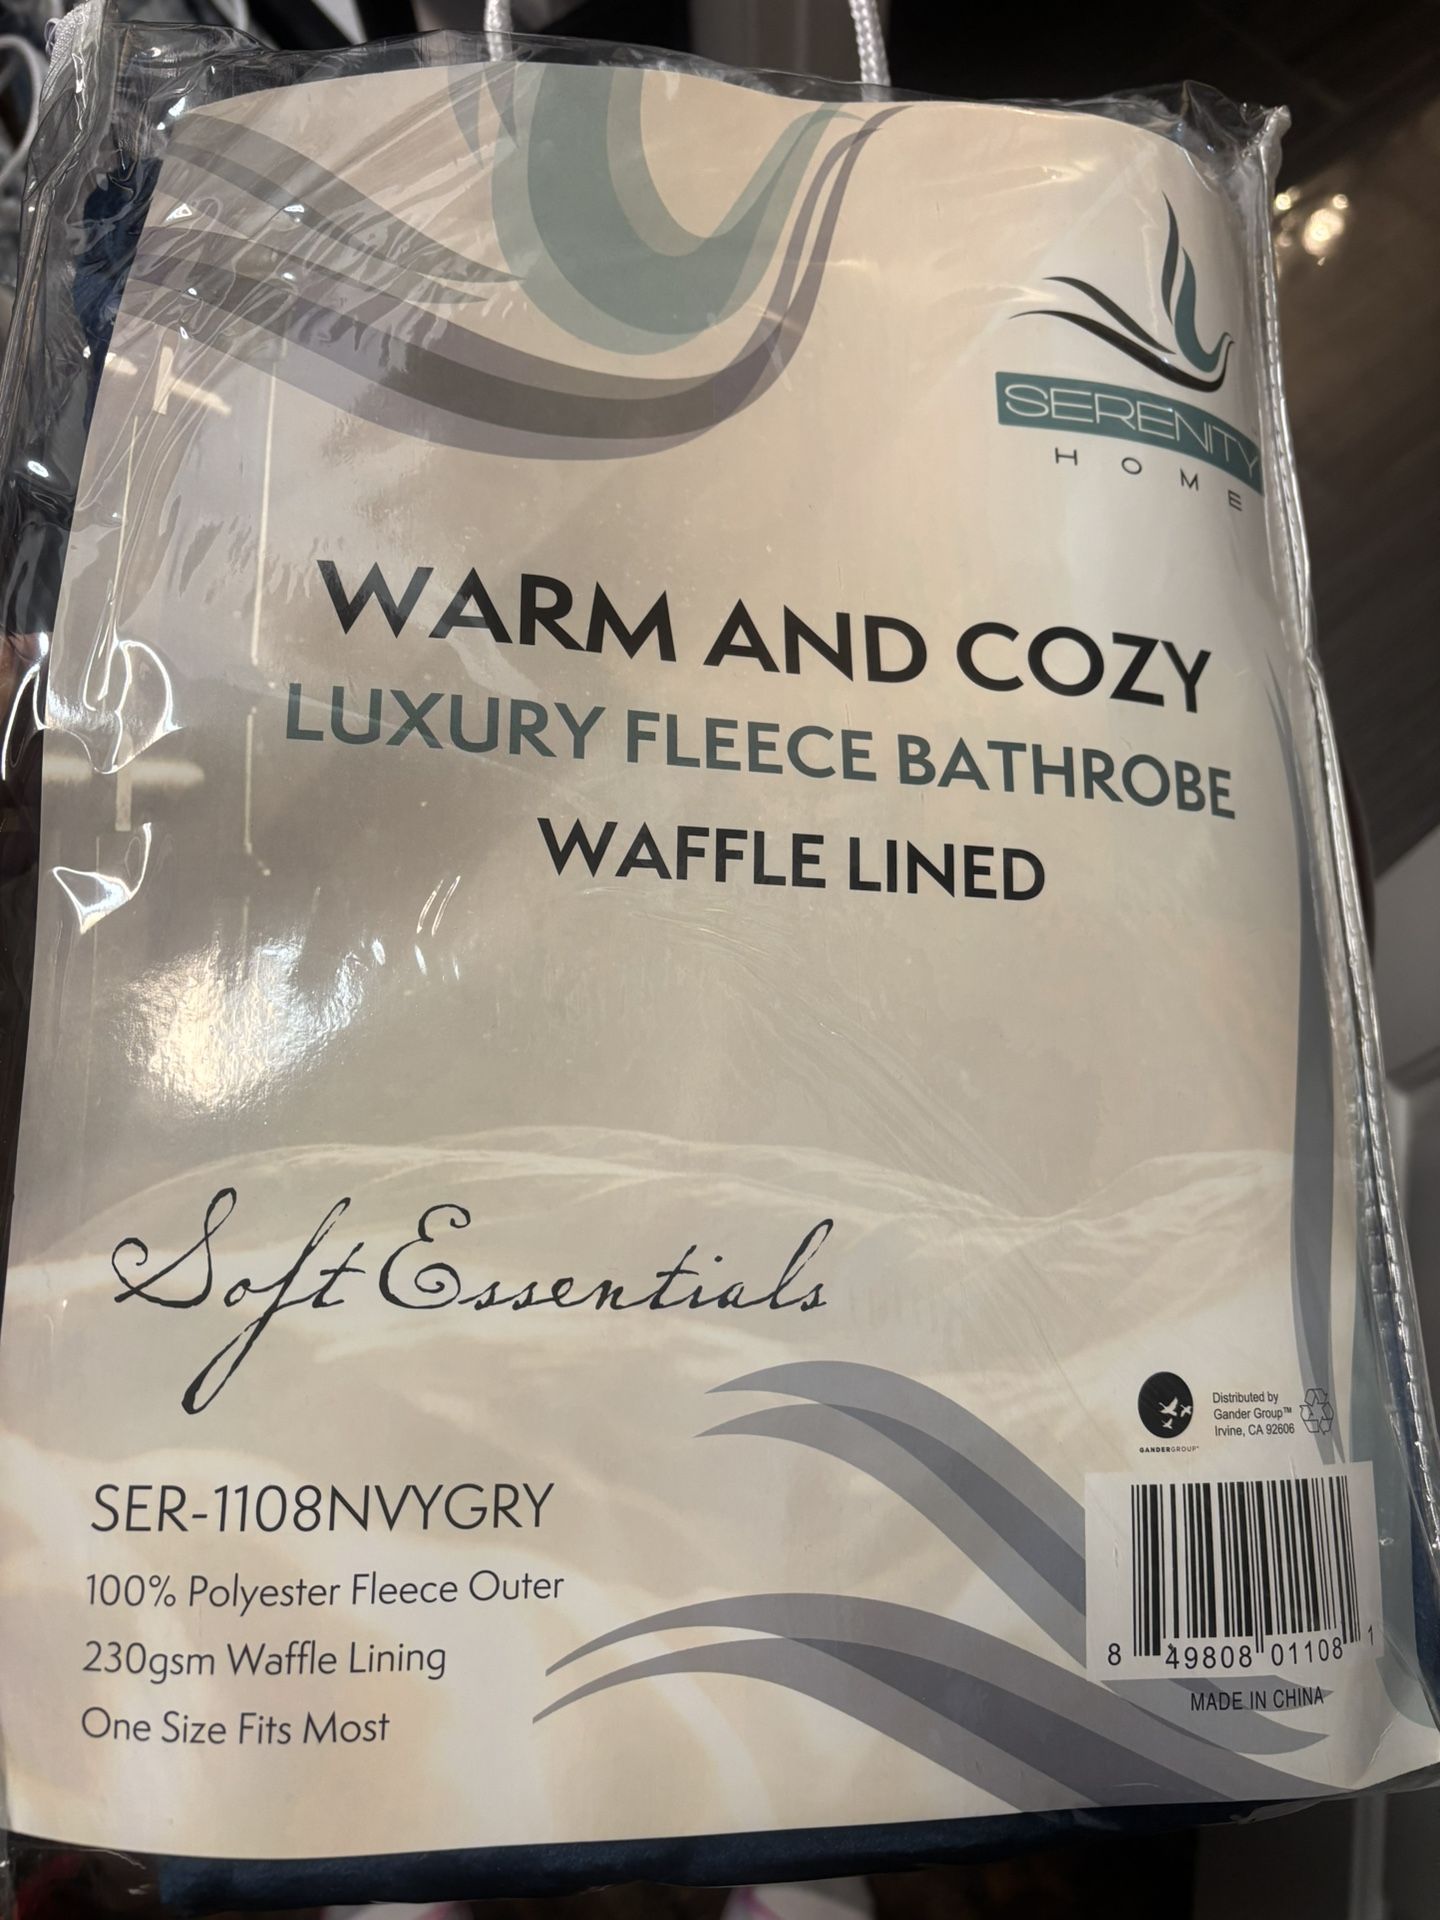 SERENITY
HOME
WARM AND COZY
LUXURY FLEECE BATHROBE
WAFFLE LINED
Soft Essentials
GANDERGROUP
Distributed by
Gander Group™
Irvine, CA 92606
SER-1108NVYGRY
100% Polyester Fleece Outer
230gsm Waffle Lining
One Size Fits Most
8 49808 01108 1
MADE IN CHINA